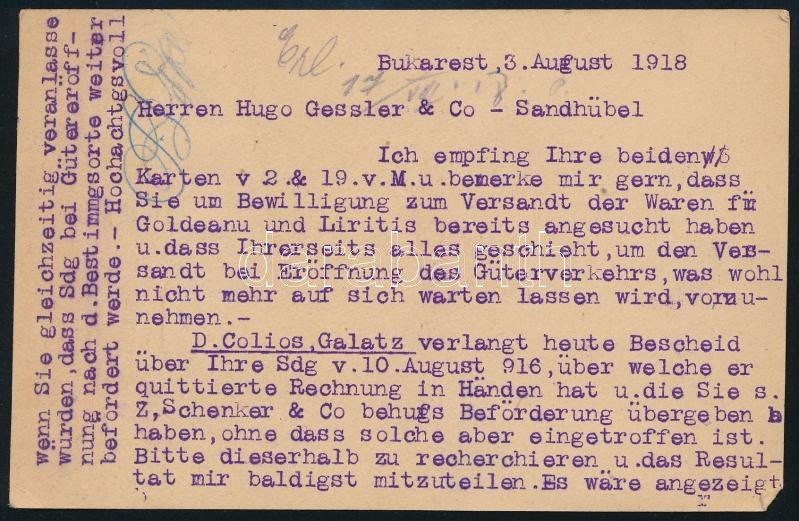 Erl.
Bukarest,3.August 1918
Herren Hugo Gessler & Co - Sandhübel
Ich empfing Ihre beiden
Karten v 2.& 19.v.M.u.bemerke mir gern,dass
Sie um Bewilligung zum Versandt der Waren für
Goldeanu und Liritis bereits angesucht haben
u.dass Ihrerseits alles geschieht,um den Ver-
sandt bei Eröffnung des Güterverkehrs,was wohl
nicht mehr auf sich warten lassen wird,vorzu-
nehmen.-
D.Colios,Galatz verlangt heute Bescheid
über Ihre Sdg v.10.August 916,über welche er
quittierte Rechnung in Händen hat u.die Sie s.
Z,Schenker & Co behufs Beförderung übergeben h
haben,ohne dass solche aber eingetroffen ist.
Bitte dieserhalb zu recherchieren u.das Resul-
tat mir baldigst mitzuteilen.Es wäre angezeigt
wenn Sie gleichzeitig veranlasse
würden,dass Sdg bei Gütereröff-
nung nach d.Bestimmgsorte weiter
befördert werde.- Hochachtgsvoll
darabanth